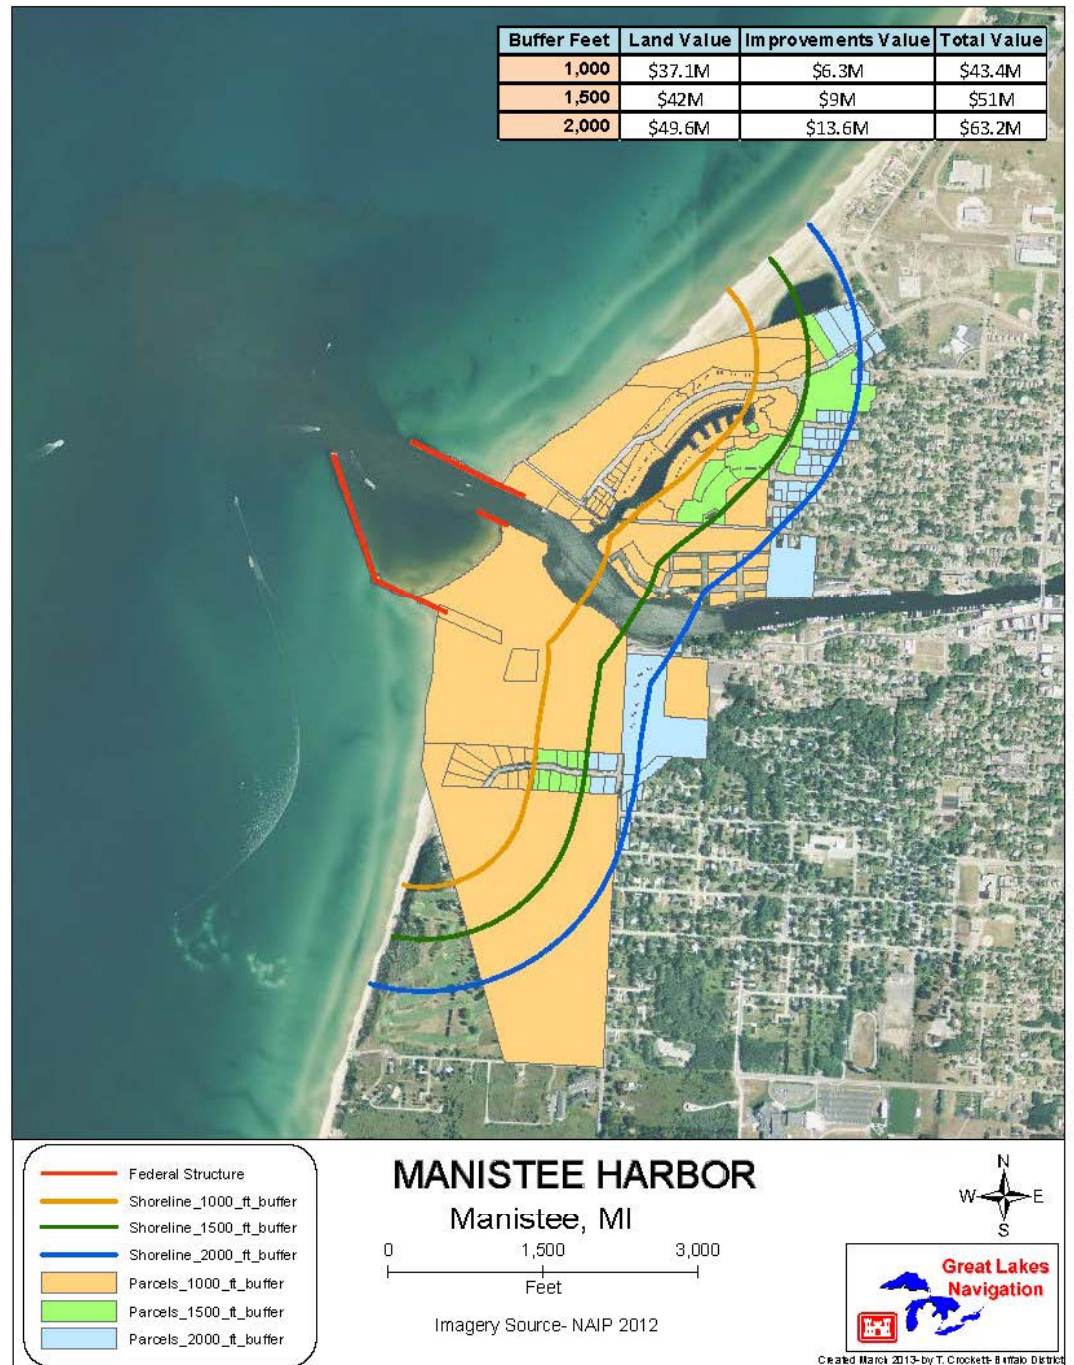 Buffer Feet Land Value Improvements Value Total Value
1,000 $37.1M $6.3M $43.4M
1,500 $42M $9M $51M
2,000 $49.6M $13.6M $63.2M
Federal Structure
Shoreline_1000_ft_buffer
Shoreline_1500_ft_buffer
Shoreline_2000_ft_buffer
Parcels_1000_ft_buffer
Parcels_1500_ft_buffer
Parcels_2000_ft_buffer
MANISTEE HARBOR
Manistee, MI
0 1,500 3,000
Feet
Imagery Source- NAIP 2012
N
W E
S
Great Lakes
Navigation
Created March 2013-by T. Crockett- Buffalo District